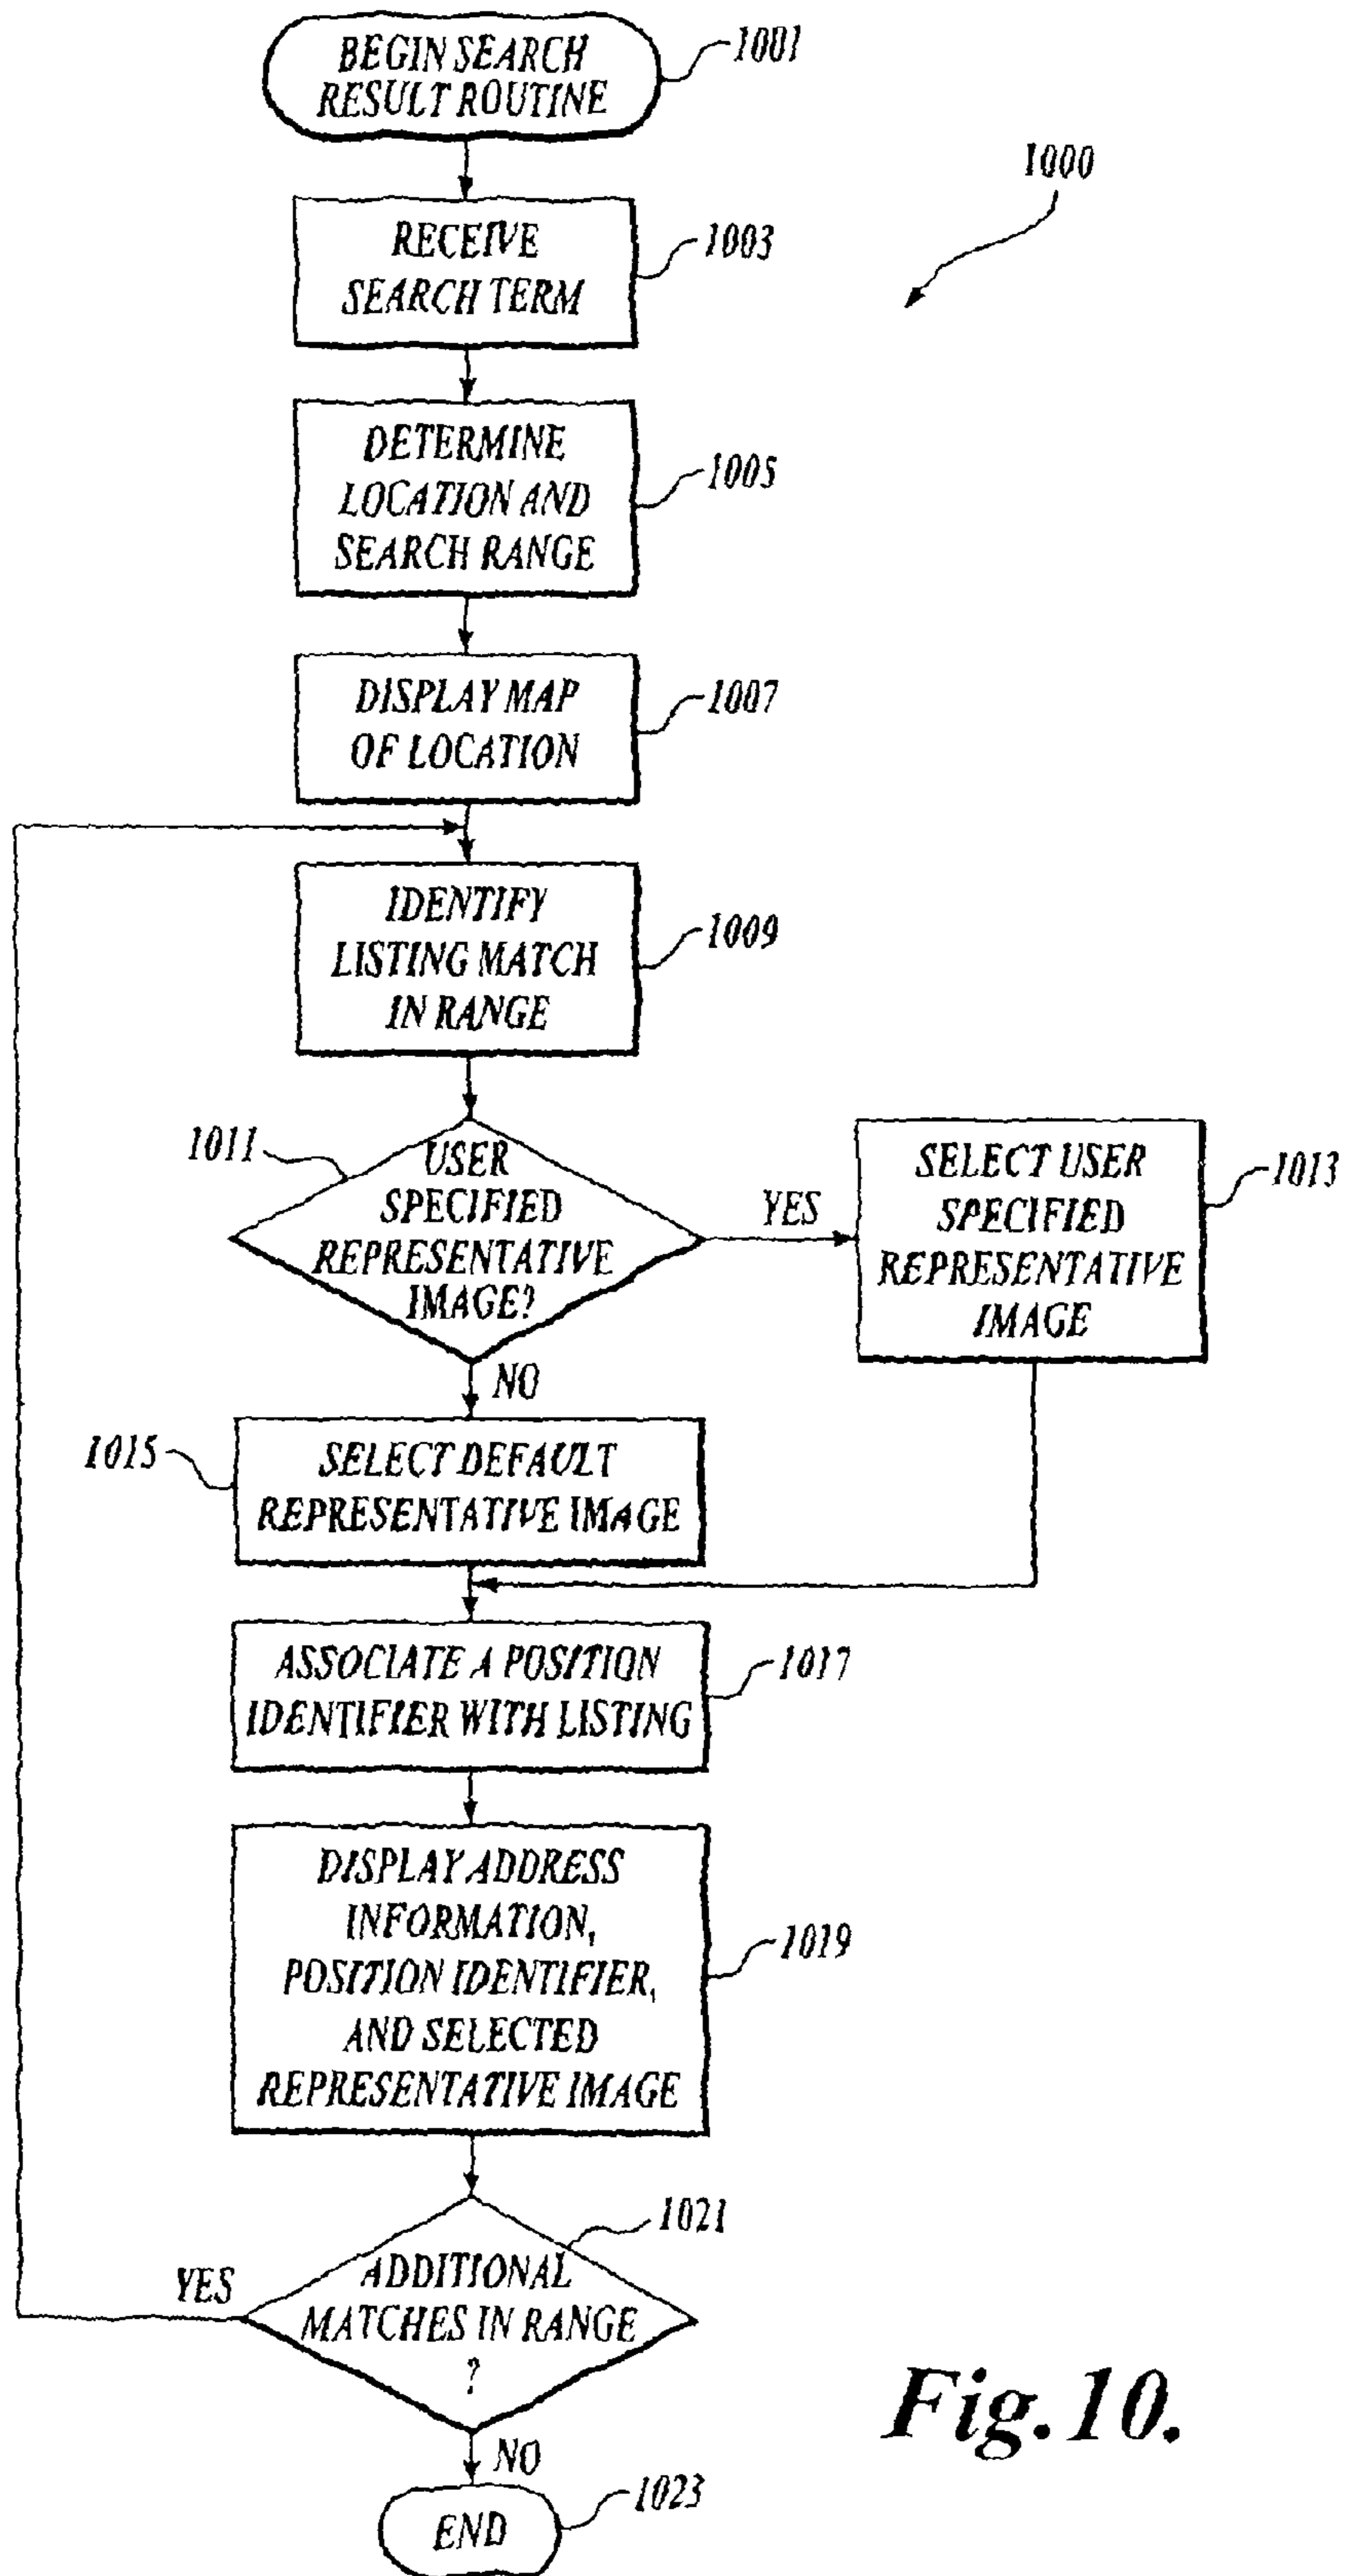 BEGIN SEARCH
RESULT ROUTINE
1001
1000
RECEIVE
SEARCH TERM
1003
DETERMINE
LOCATION AND
SEARCH RANGE
1005
DISPLAY MAP
OF LOCATION
1007
IDENTIFY
LISTING MATCH
IN RANGE
1009
1011
USER
SPECIFIED
REPRESENTATIVE
IMAGE?
YES
SELECT USER
SPECIFIED
REPRESENTATIVE
IMAGE
1013
NO
1015
SELECT DEFAULT
REPRESENTATIVE IMAGE
ASSOCIATE A POSITION
IDENTIFIER WITH LISTING
1017
DISPLAY ADDRESS
INFORMATION,
POSITION IDENTIFIER,
AND SELECTED
REPRESENTATIVE IMAGE
1019
1021
YES
ADDITIONAL
MATCHES IN RANGE
?
NO
END
1023
Fig.10.